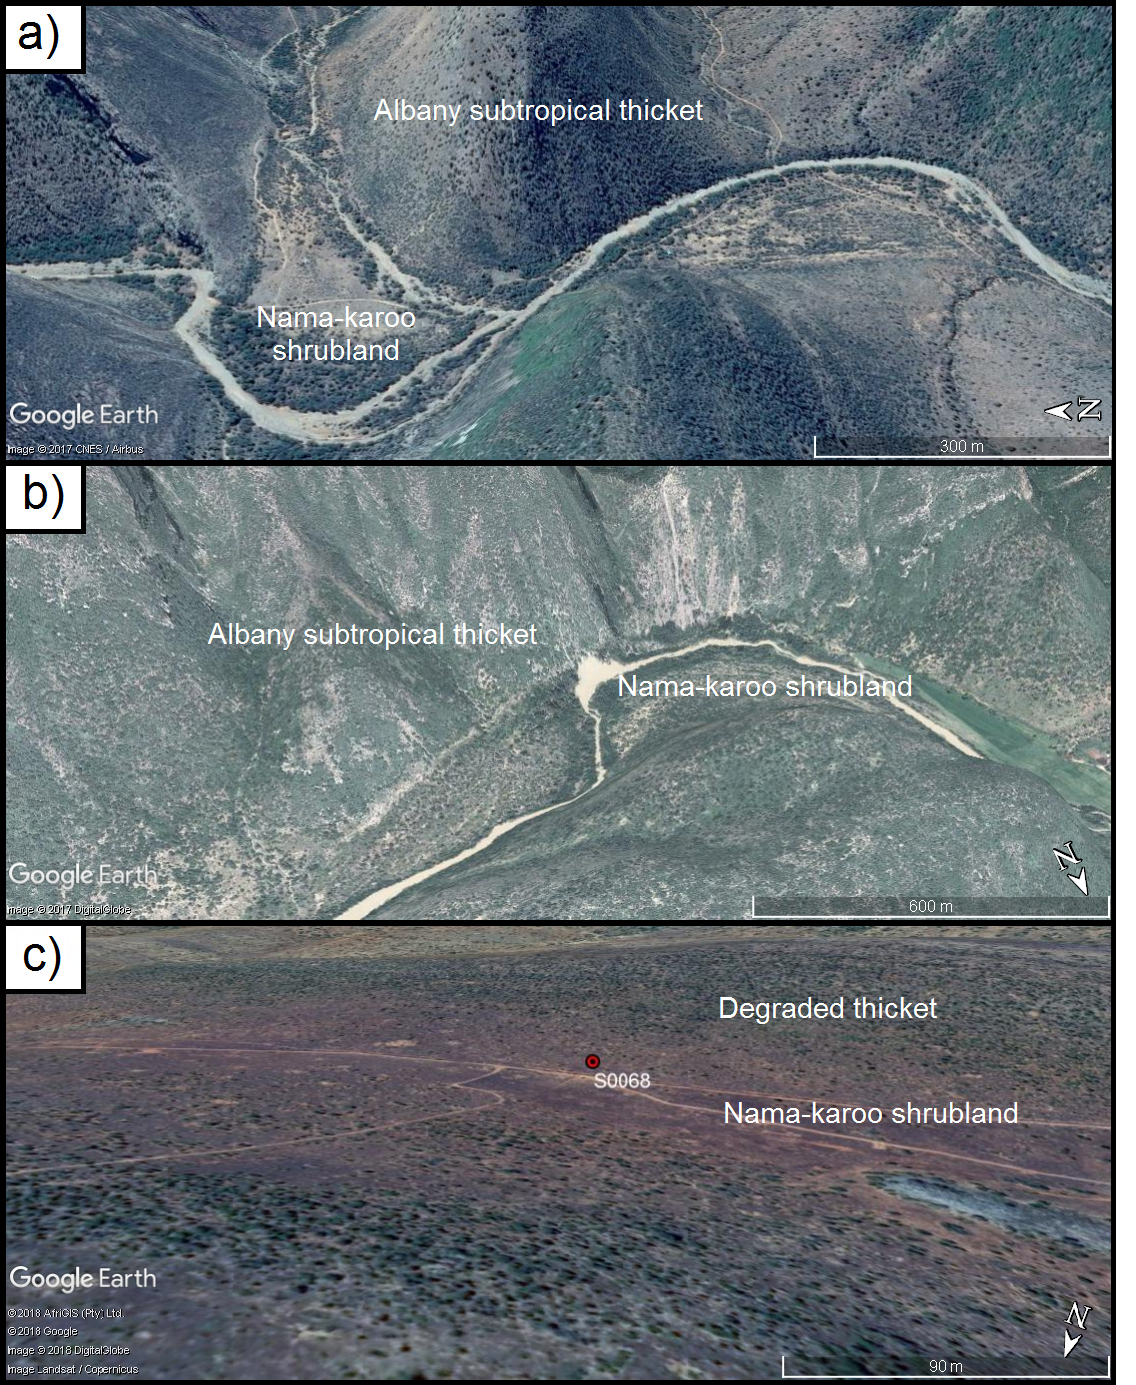 a)
Albany subtropical thicket
Nama-karoo
shrubland
Google Earth
Image © 2017 CNES / Airbus
N
300 m
b)
Albany subtropical thicket
Nama-karoo shrubland
Google Earth
Image © 2017 DigitalGlobe
N
600 m
c)
Degraded thicket
S0068
Nama-karoo shrubland
Google Earth
© 2018 AfriGIS (Pty) Ltd.
© 2018 Google
Image © 2018 DigitalGlobe
Image Landsat / Copernicus
N
90 m